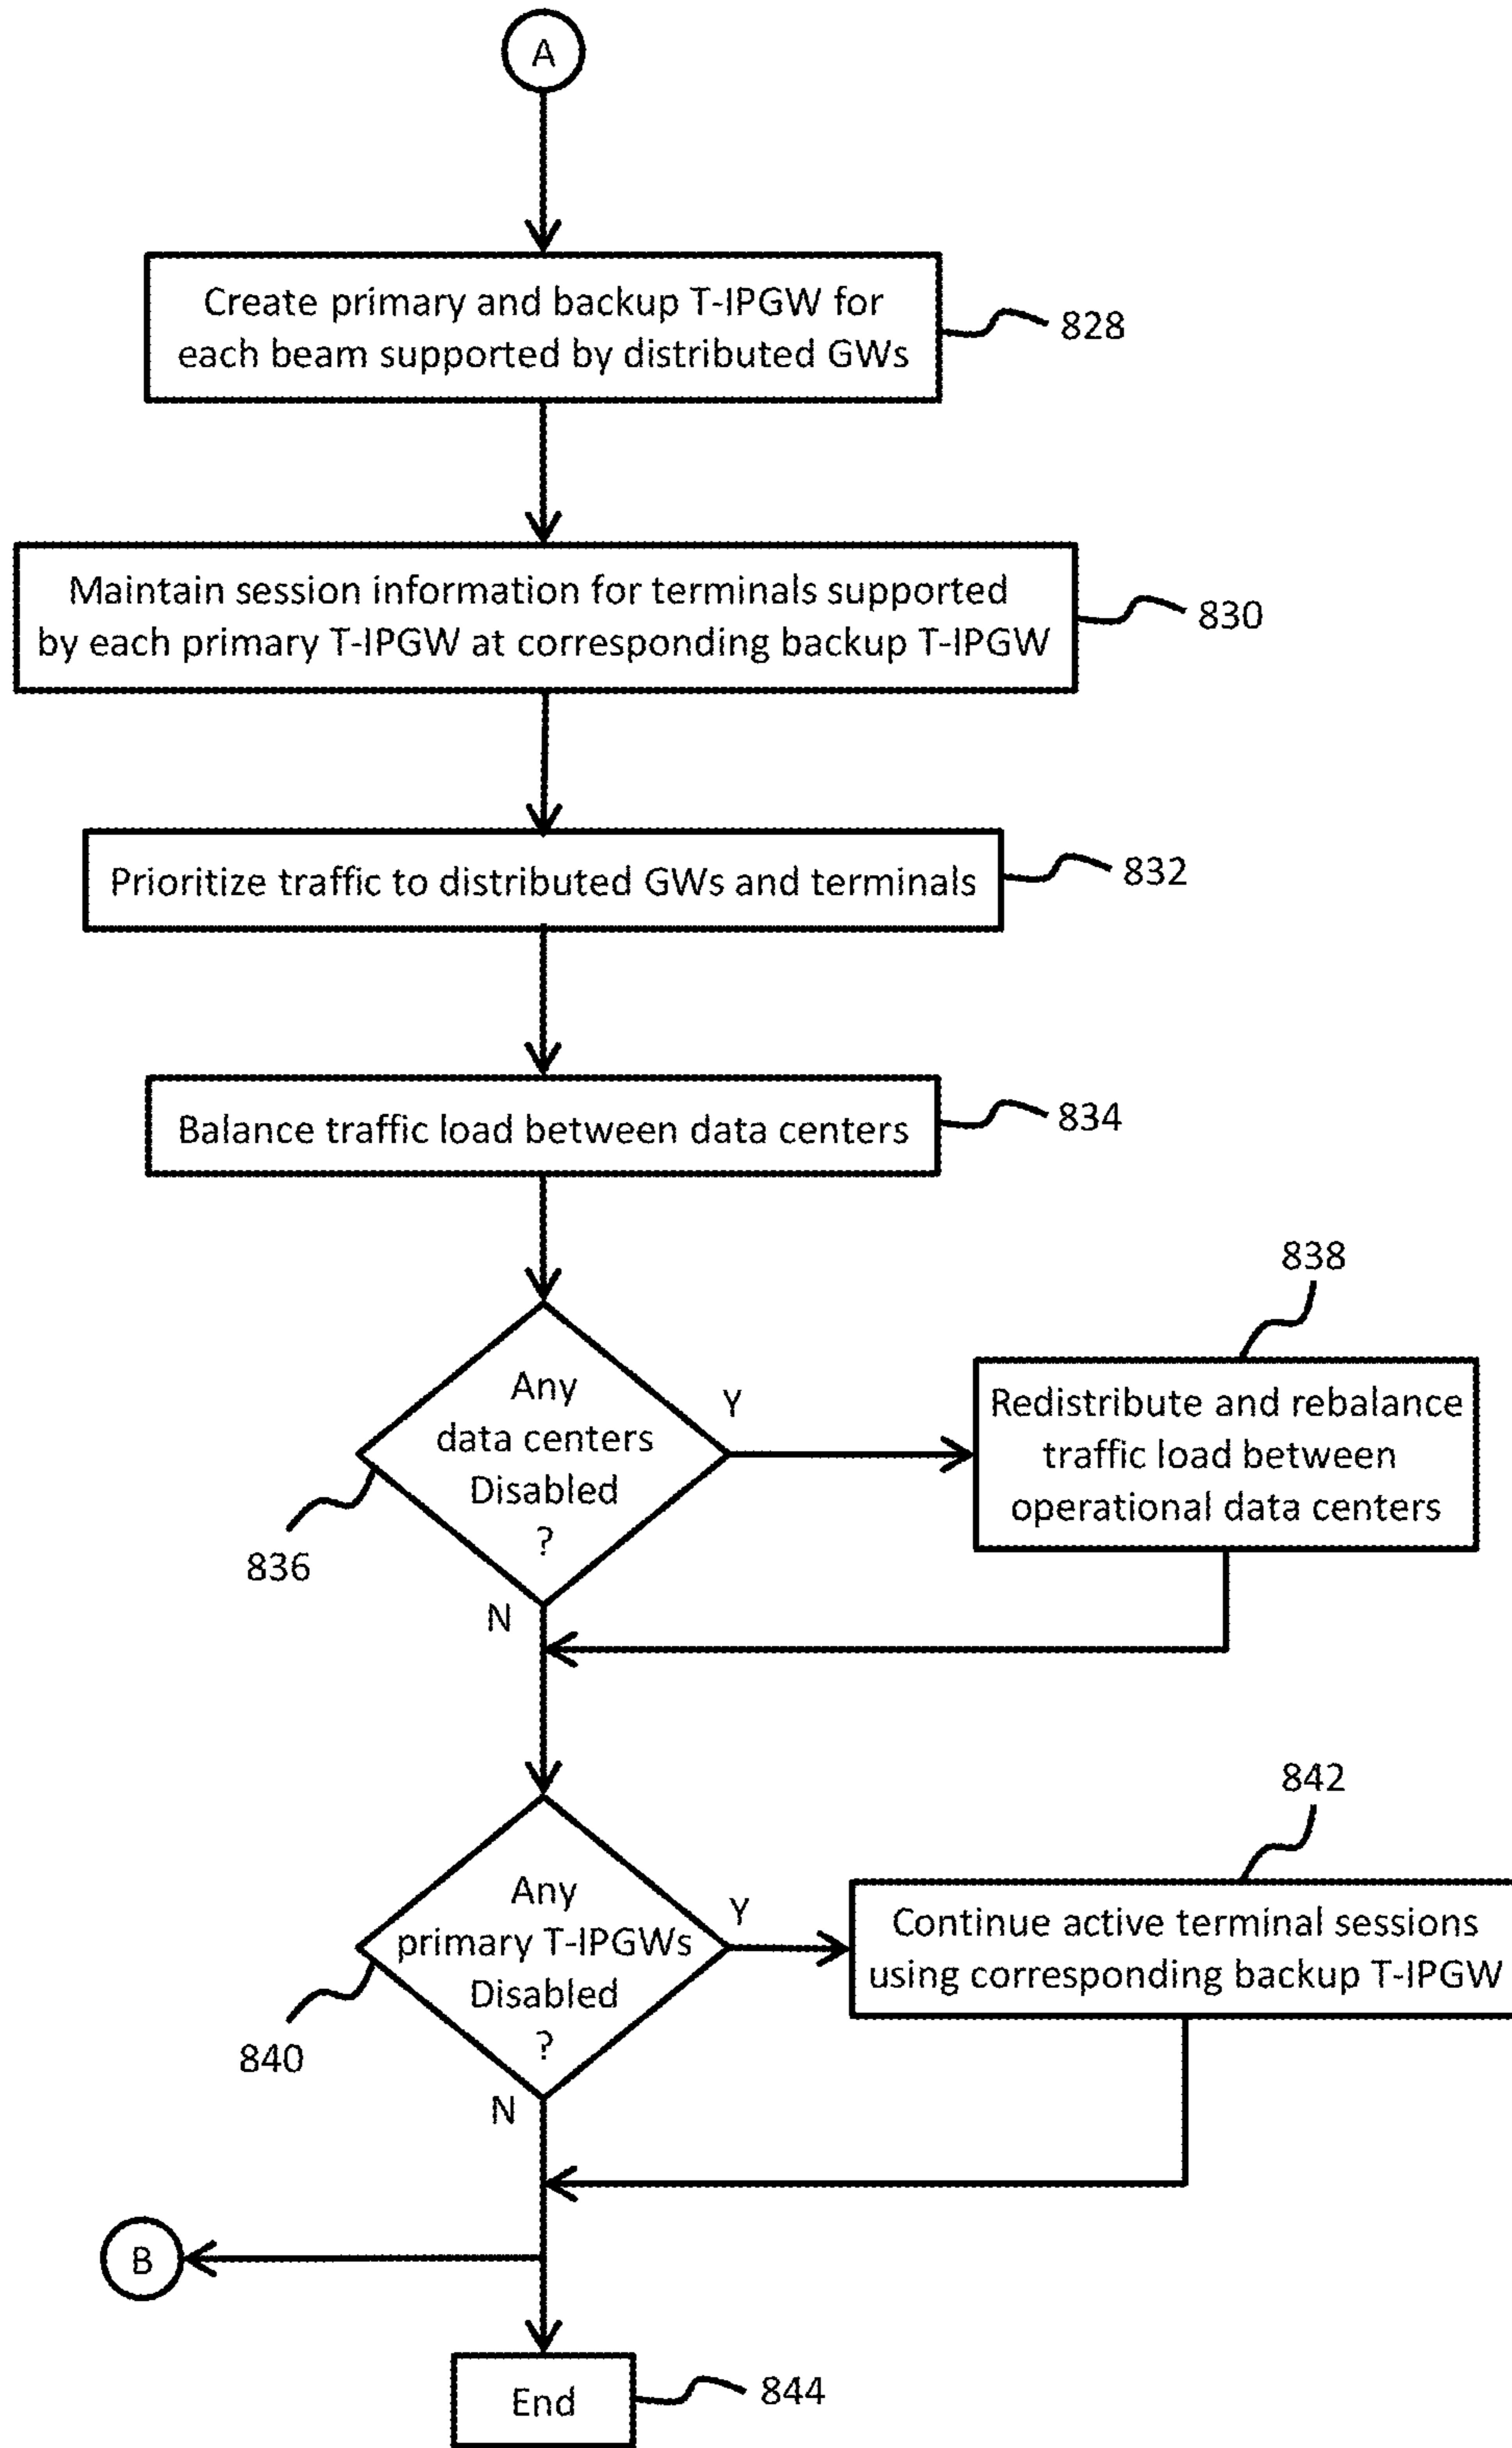 A
Create primary and backup T-IPGW for
each beam supported by distributed GWs
828
Maintain session information for terminals supported
by each primary T-IPGW at corresponding backup T-IPGW
830
Prioritize traffic to distributed GWs and terminals
832
Balance traffic load between data centers
834
838
Any
data centers
Disabled
?
Y
Redistribute and rebalance
traffic load between
operational data centers
836
N
842
Any
primary T-IPGWs
Disabled
?
Y
Continue active terminal sessions
using corresponding backup T-IPGW
840
N
B
End
844